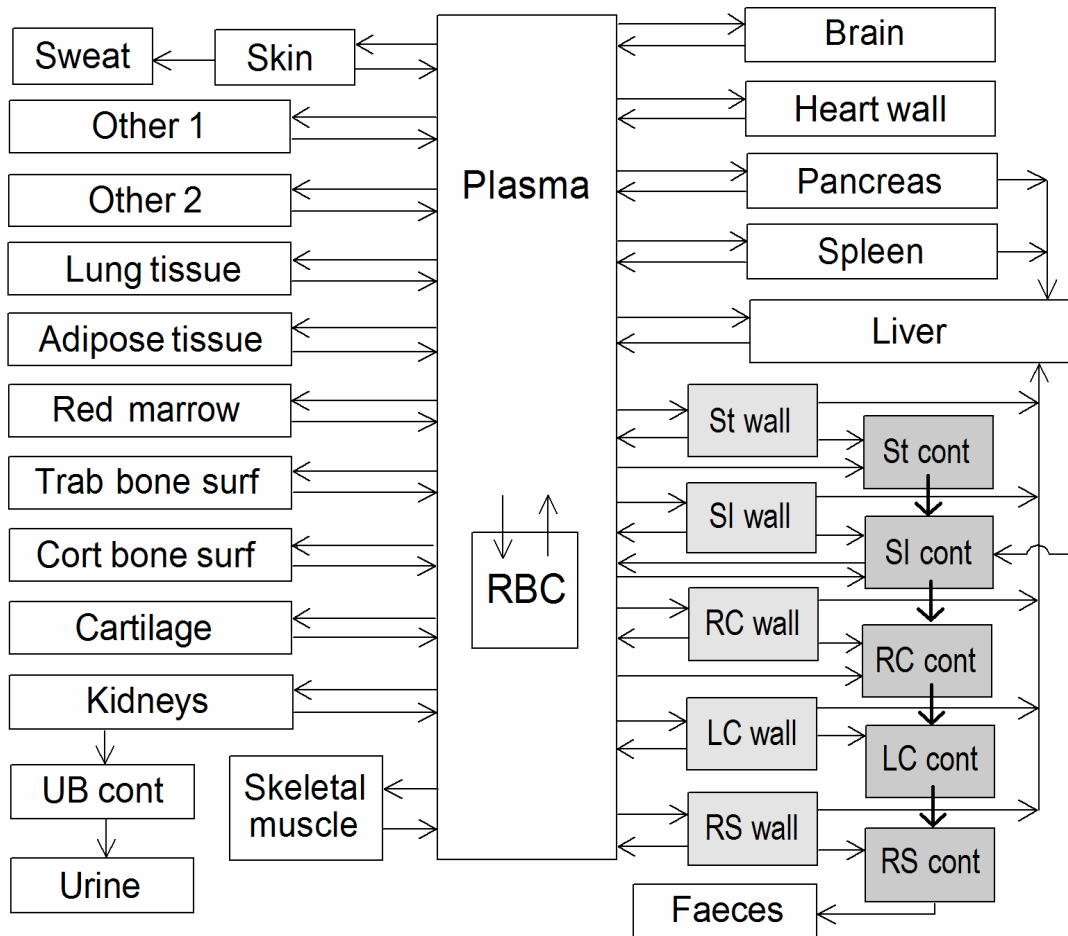 Sweat
Skin
Other 1
Other 2
Lung tissue
Adipose tissue
Red marrow
Trab bone surf
Cort bone surf
Cartilage
Kidneys
UB cont
Urine
Skeletal
muscle
Plasma
RBC
Brain
Heart wall
Pancreas
Spleen
Liver
St wall
St cont
SI wall
SI cont
RC wall
RC cont
LC wall
LC cont
RS wall
RS cont
Faeces